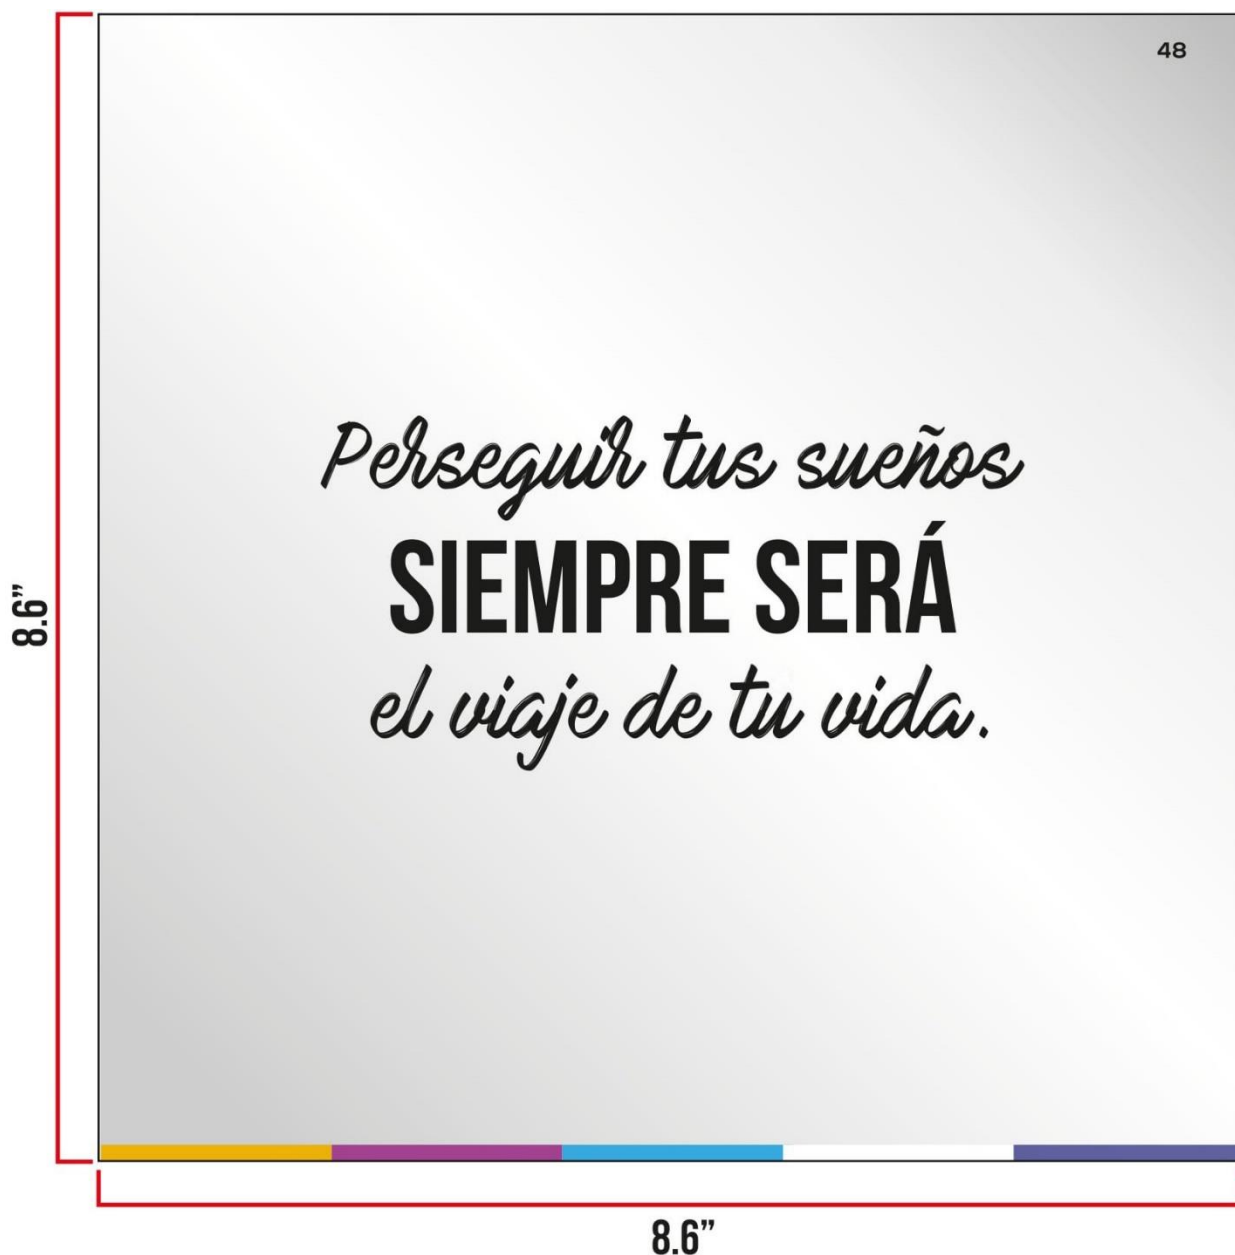 48
Perseguir tus sueños
SIEMPRE SERÁ
el viaje de tu vida.
8.6”
8.6”